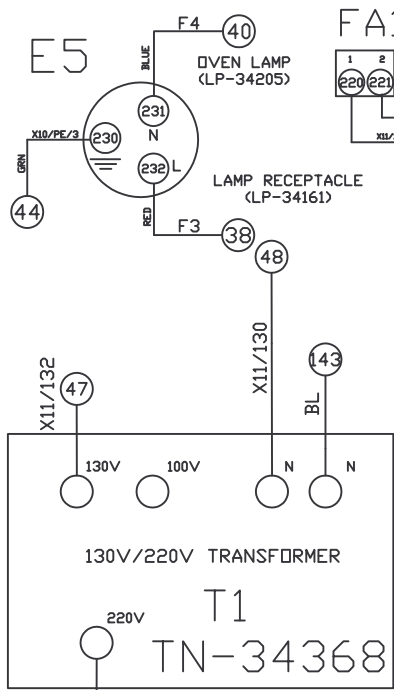 E5
F4
40
BLUE
OVEN LAMP
(LP-34205)
231
N
X10/PE/3
230
232
L
GRN
44
RED
F3
LAMP RECEPTACLE
(LP-34161)
38
48
1 2
220 221
X11/132
47
X11/130
143
BL
130V
100V
N
N
130V/220V TRANSFORMER
T1
220V
TN-34368